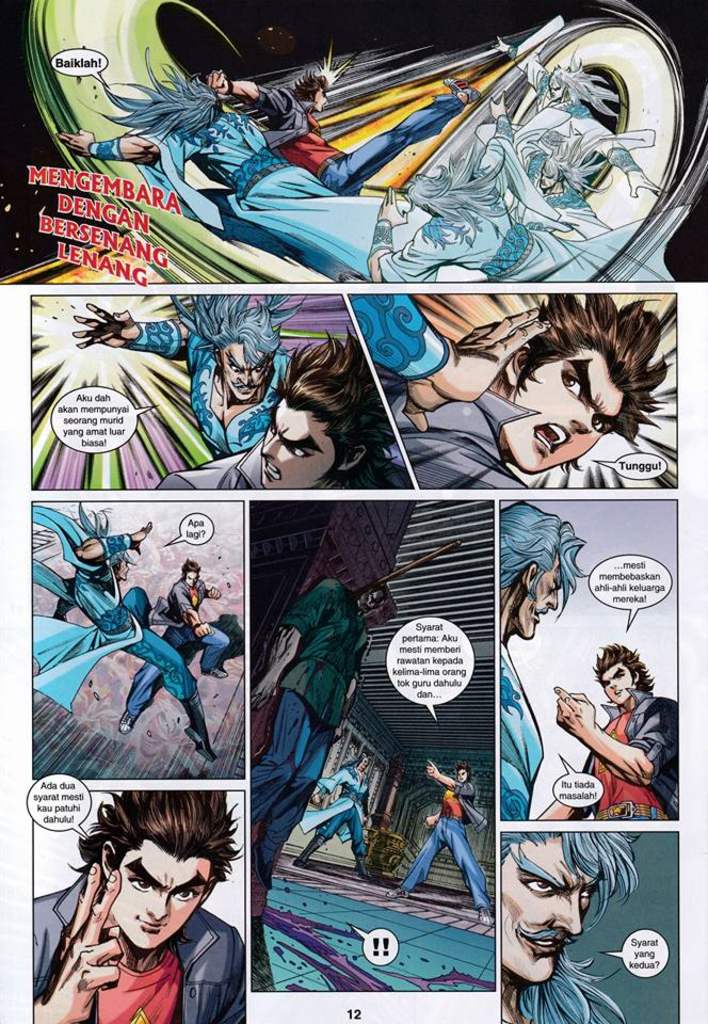 Baiklah!
MENGEMBARA
DENGAN
BERSENANG
LENANG
Aku dah
akan mempunyai
seorang murid
yang amat luar
biasa!
Tunggu!
Apa
lagi?
Ada dua
syarat mesti
kau patuhi
dahulu!
Syarat
pertama: Aku
mesti memberi
rawatan kepada
kelima-lima orang
tok guru dahulu
dan…
!!
…mesti
membebaskan
ahli-ahli keluarga
mereka!
Itu tiada
masalah!
Syarat
yang
kedua?
12